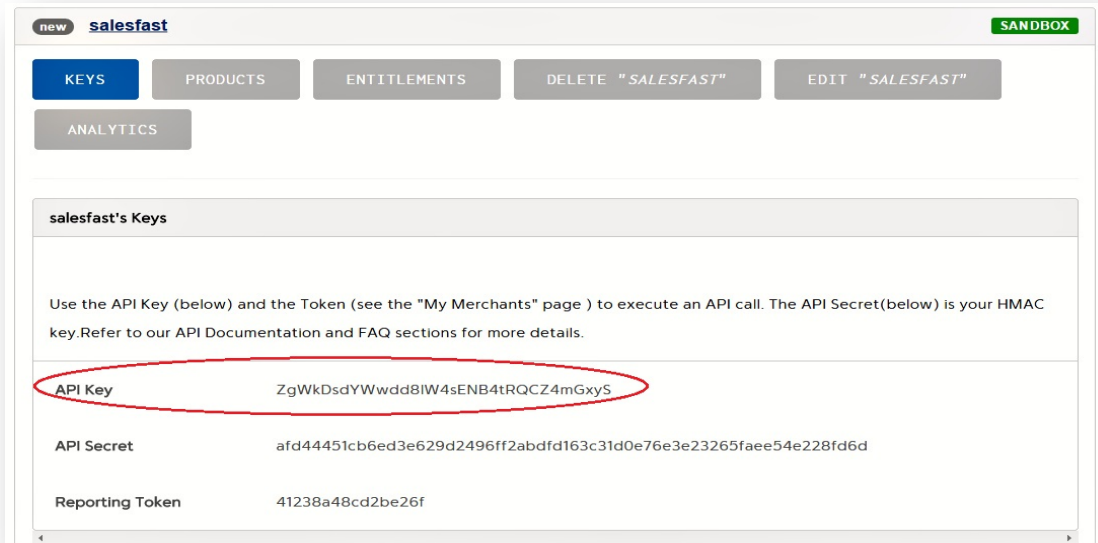 new salesfast SANDBOX
KEYS PRODUCTS ENTITLEMENTS DELETE "SALESFAST" EDIT "SALESFAST"
ANALYTICS
salesfast's Keys
Use the API Key (below) and the Token (see the "My Merchants" page ) to execute an API call. The API Secret(below) is your HMAC
key.Refer to our API Documentation and FAQ sections for more details.
API Key ZgWkDsdYWwdd8lW4sENB4tRQCZ4mGxyS
API Secret afd44451cb6ed3e629d2496ff2abdfd163c31d0e76e3e23265faee54e228fd6d
Reporting Token 41238a48cd2be26f